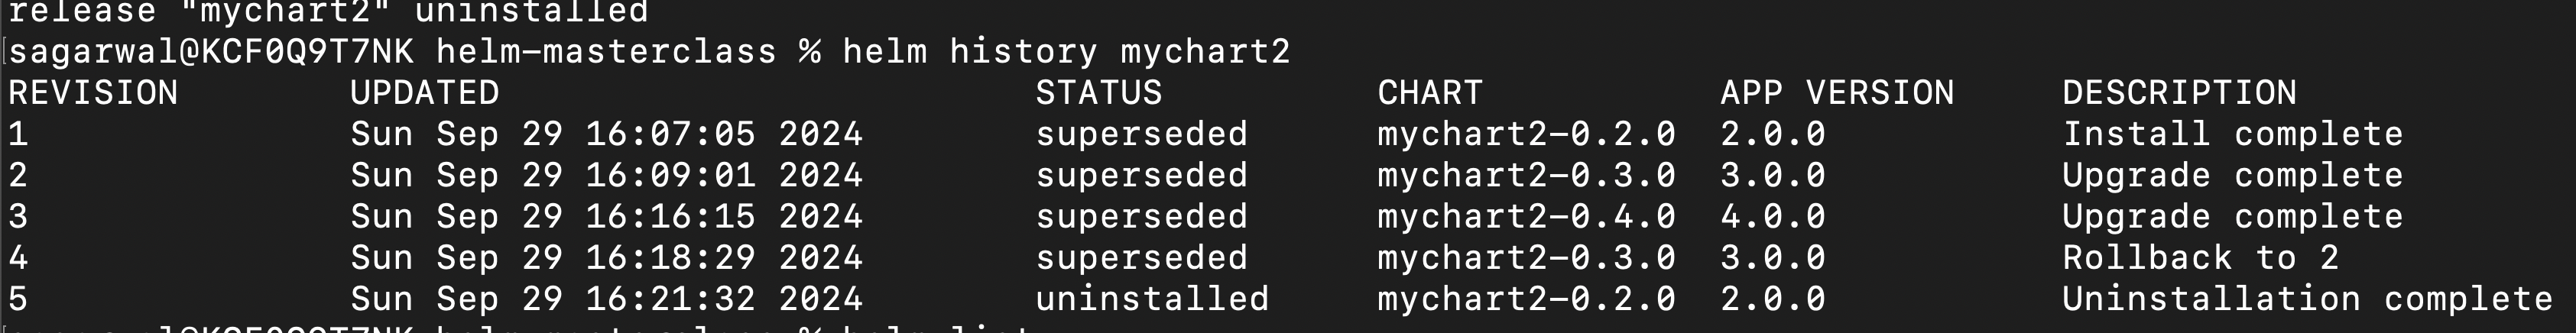 release "mychart2" uninstalled
sagarwal@KCF0Q9T7NK helm-masterclass % helm history mychart2
REVISION UPDATED STATUS CHART APP VERSION DESCRIPTION
1 Sun Sep 29 16:07:05 2024 superseded mychart2-0.2.0 2.0.0 Install complete
2 Sun Sep 29 16:09:01 2024 superseded mychart2-0.3.0 3.0.0 Upgrade complete
3 Sun Sep 29 16:16:15 2024 superseded mychart2-0.4.0 4.0.0 Upgrade complete
4 Sun Sep 29 16:18:29 2024 superseded mychart2-0.3.0 3.0.0 Rollback to 2
5 Sun Sep 29 16:21:32 2024 uninstalled mychart2-0.2.0 2.0.0 Uninstallation complete